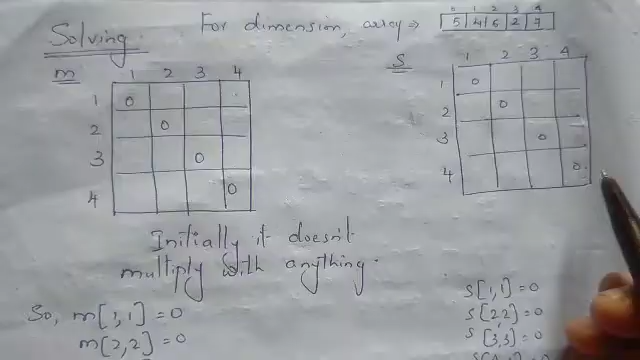 Solving. For dimension, array → 5 4 6 2 7
0 1 2 3 4
m
1 2 3 4
1 0
2 0
3 0
4 0
s
1 2 3 4
1 0
2 0
3 0
4 0
Initially it doesn't
multiply with anything.
So, m[1,1] = 0
m[2,2] = 0
s[1,1] = 0
s[2,2] = 0
s[3,3] = 0